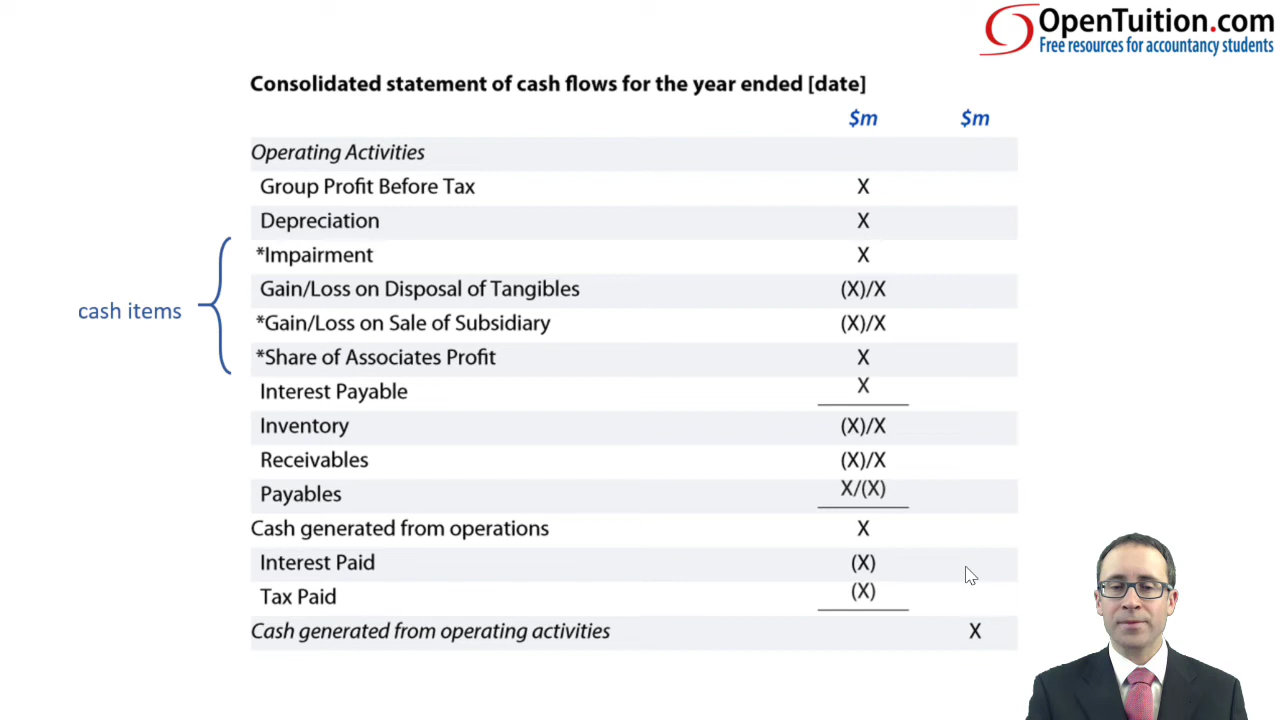 OpenTuition.com
Free resources for accountancy students
Consolidated statement of cash flows for the year ended [date]
$m $m
Operating Activities
Group Profit Before Tax X
Depreciation X
*Impairment X
Gain/Loss on Disposal of Tangibles (X)/X
cash items
*Gain/Loss on Sale of Subsidiary (X)/X
*Share of Associates Profit X
Interest Payable X
Inventory (X)/X
Receivables (X)/X
Payables X/(X)
Cash generated from operations X
Interest Paid (X)
Tax Paid (X)
Cash generated from operating activities X